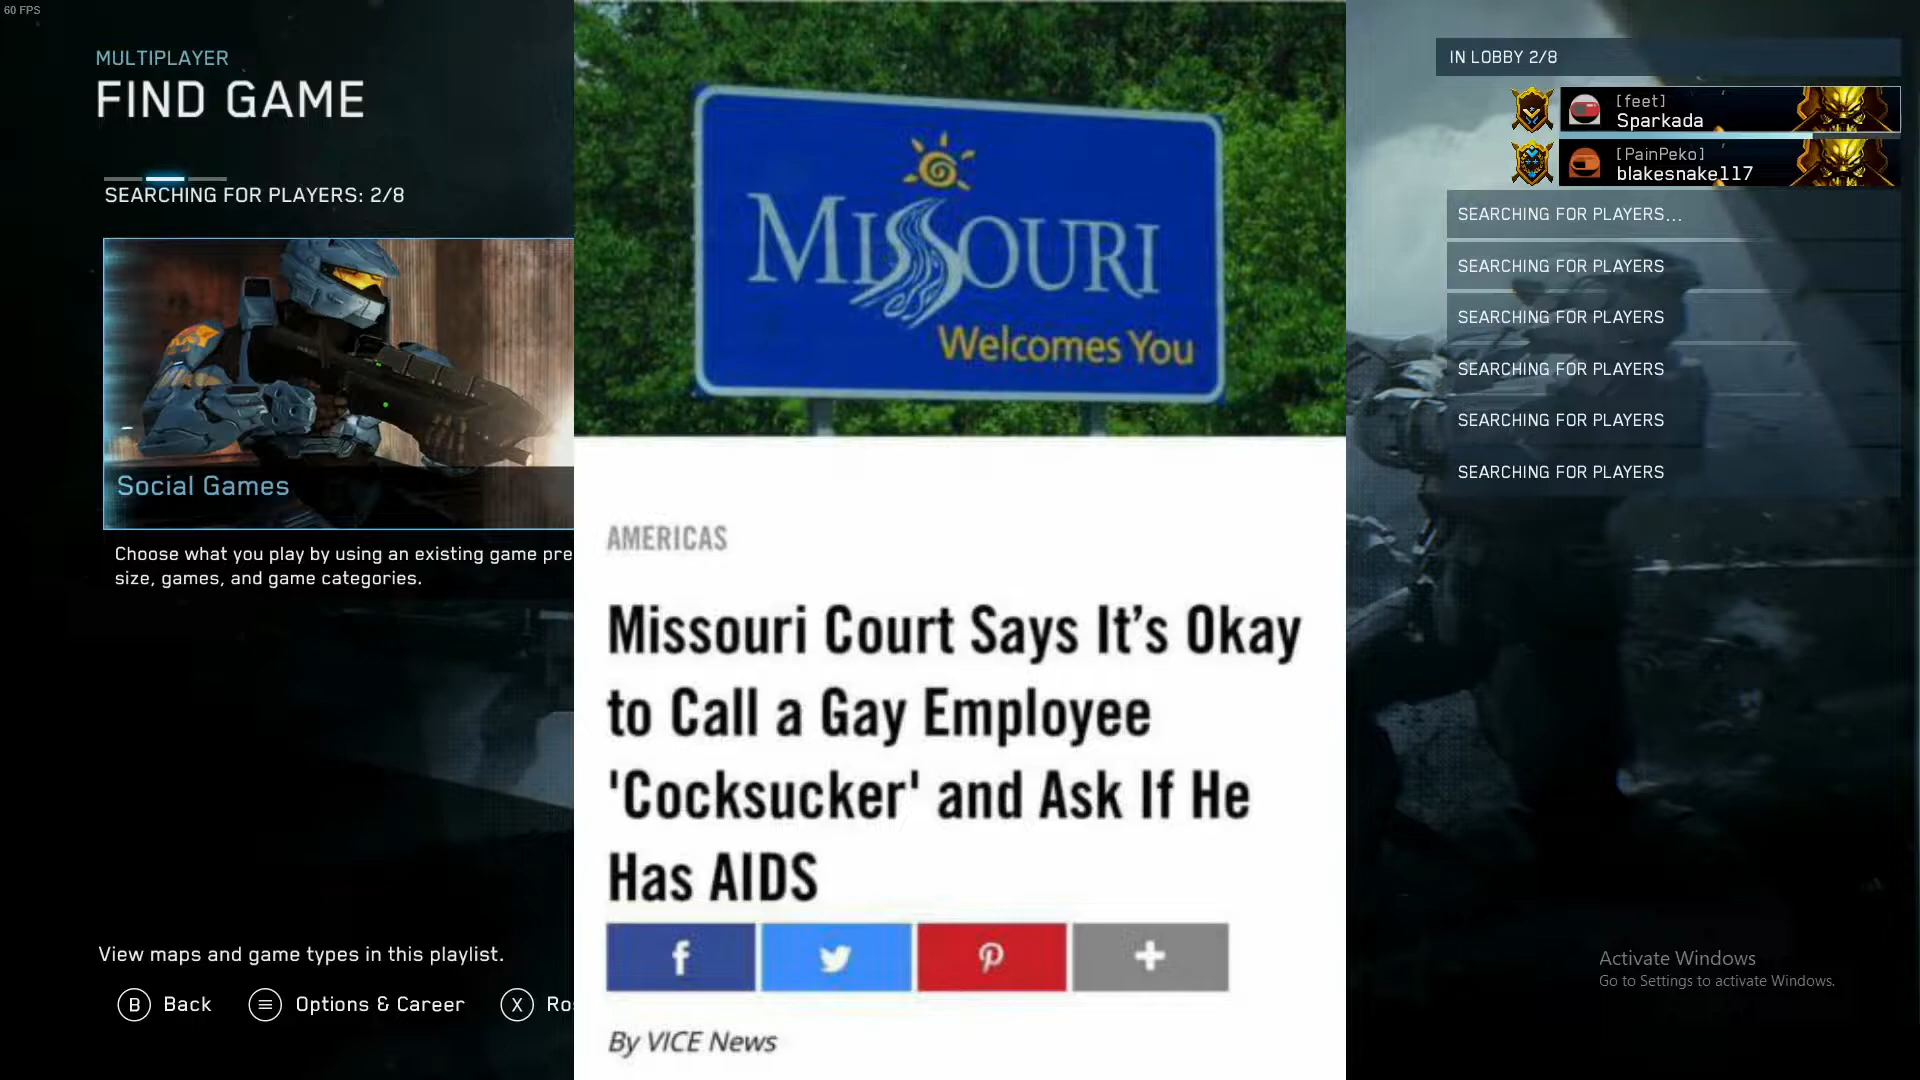 60 FPS
MULTIPLAYER
FIND GAME
SEARCHING FOR PLAYERS: 2/8
Social Games
Choose what you play by using an existing game pre
size, games, and game categories.
View maps and game types in this playlist.
B Back
Options & Career
X Ro
MISSOURI
Welcomes You
AMERICAS
Missouri Court Says It’s Okay
to Call a Gay Employee
'Cocksucker' and Ask If He
Has AIDS
By VICE News
IN LOBBY 2/8
[feet]
Sparkada
[PainPeko]
blakesnake117
SEARCHING FOR PLAYERS...
SEARCHING FOR PLAYERS
SEARCHING FOR PLAYERS
SEARCHING FOR PLAYERS
SEARCHING FOR PLAYERS
SEARCHING FOR PLAYERS
Activate Windows
Go to Settings to activate Windows.